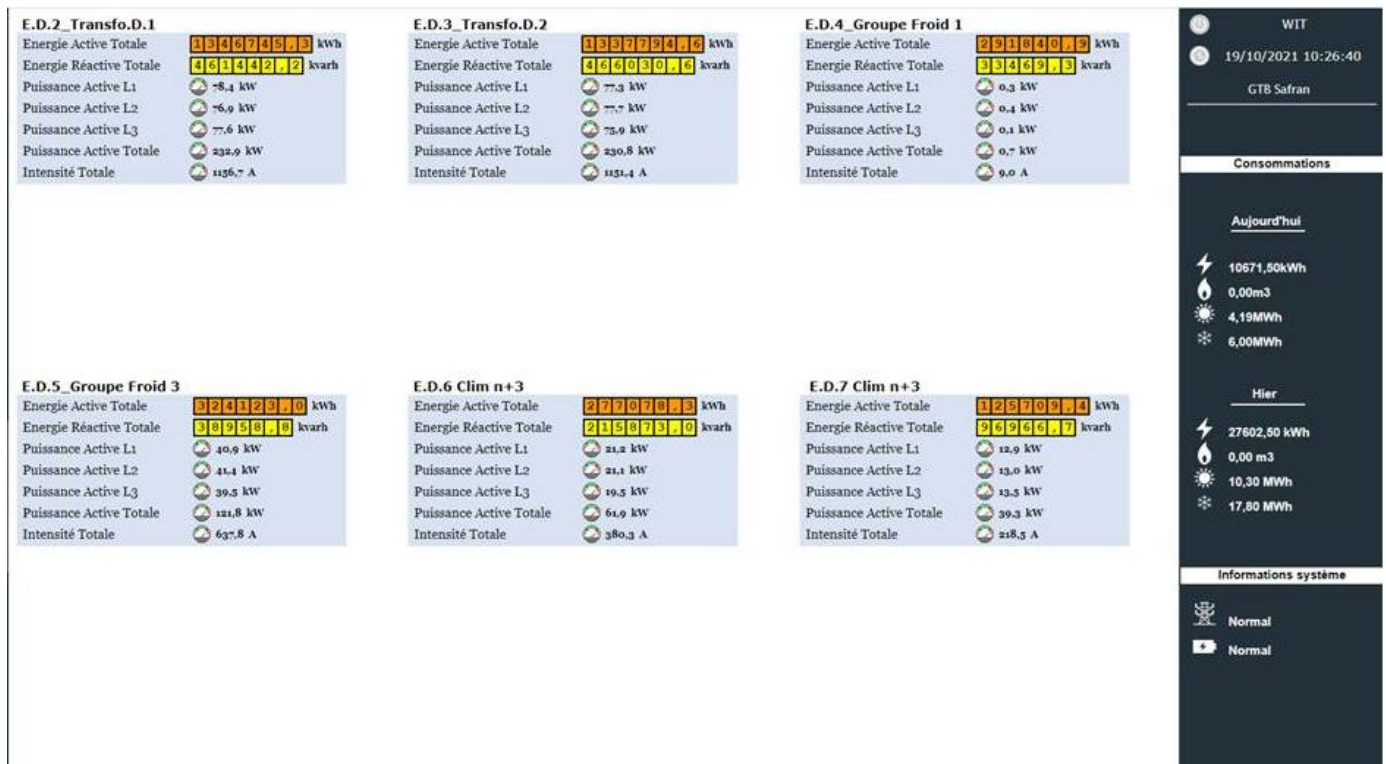 E.D.2_Transfo.D.1
Energie Active Totale 1346745,3 kWh
Energie Réactive Totale 461442,2 kvarh
Puissance Active L1 78,4 kW
Puissance Active L2 76,9 kW
Puissance Active L3 77,6 kW
Puissance Active Totale 232,9 kW
Intensité Totale 1156,7 A
E.D.3_Transfo.D.2
Energie Active Totale 1337794,6 kWh
Energie Réactive Totale 466030,6 kvarh
Puissance Active L1 77,3 kW
Puissance Active L2 77,7 kW
Puissance Active L3 75,9 kW
Puissance Active Totale 230,8 kW
Intensité Totale 1151,4 A
E.D.4_Groupe Froid 1
Energie Active Totale 291840,9 kWh
Energie Réactive Totale 33469,3 kvarh
Puissance Active L1 0,3 kW
Puissance Active L2 0,4 kW
Puissance Active L3 0,1 kW
Puissance Active Totale 0,7 kW
Intensité Totale 9,0 A
E.D.5_Groupe Froid 3
Energie Active Totale 324123,0 kWh
Energie Réactive Totale 38958,8 kvarh
Puissance Active L1 40,9 kW
Puissance Active L2 41,4 kW
Puissance Active L3 39,5 kW
Puissance Active Totale 121,8 kW
Intensité Totale 637,8 A
E.D.6 Clim n+3
Energie Active Totale 277078,3 kWh
Energie Réactive Totale 215873,0 kvarh
Puissance Active L1 21,2 kW
Puissance Active L2 21,1 kW
Puissance Active L3 19,5 kW
Puissance Active Totale 61,9 kW
Intensité Totale 380,3 A
E.D.7 Clim n+3
Energie Active Totale 125709,4 kWh
Energie Réactive Totale 96966,7 kvarh
Puissance Active L1 12,9 kW
Puissance Active L2 13,0 kW
Puissance Active L3 13,5 kW
Puissance Active Totale 39,3 kW
Intensité Totale 218,5 A
WIT
19/10/2021 10:26:40
GTB Safran
Consommations
Aujourd'hui
10671,50kWh
0,00m3
4,19MWh
6,00MWh
Hier
27602,50 kWh
0,00 m3
10,30 MWh
17,80 MWh
Informations système
Normal
Normal